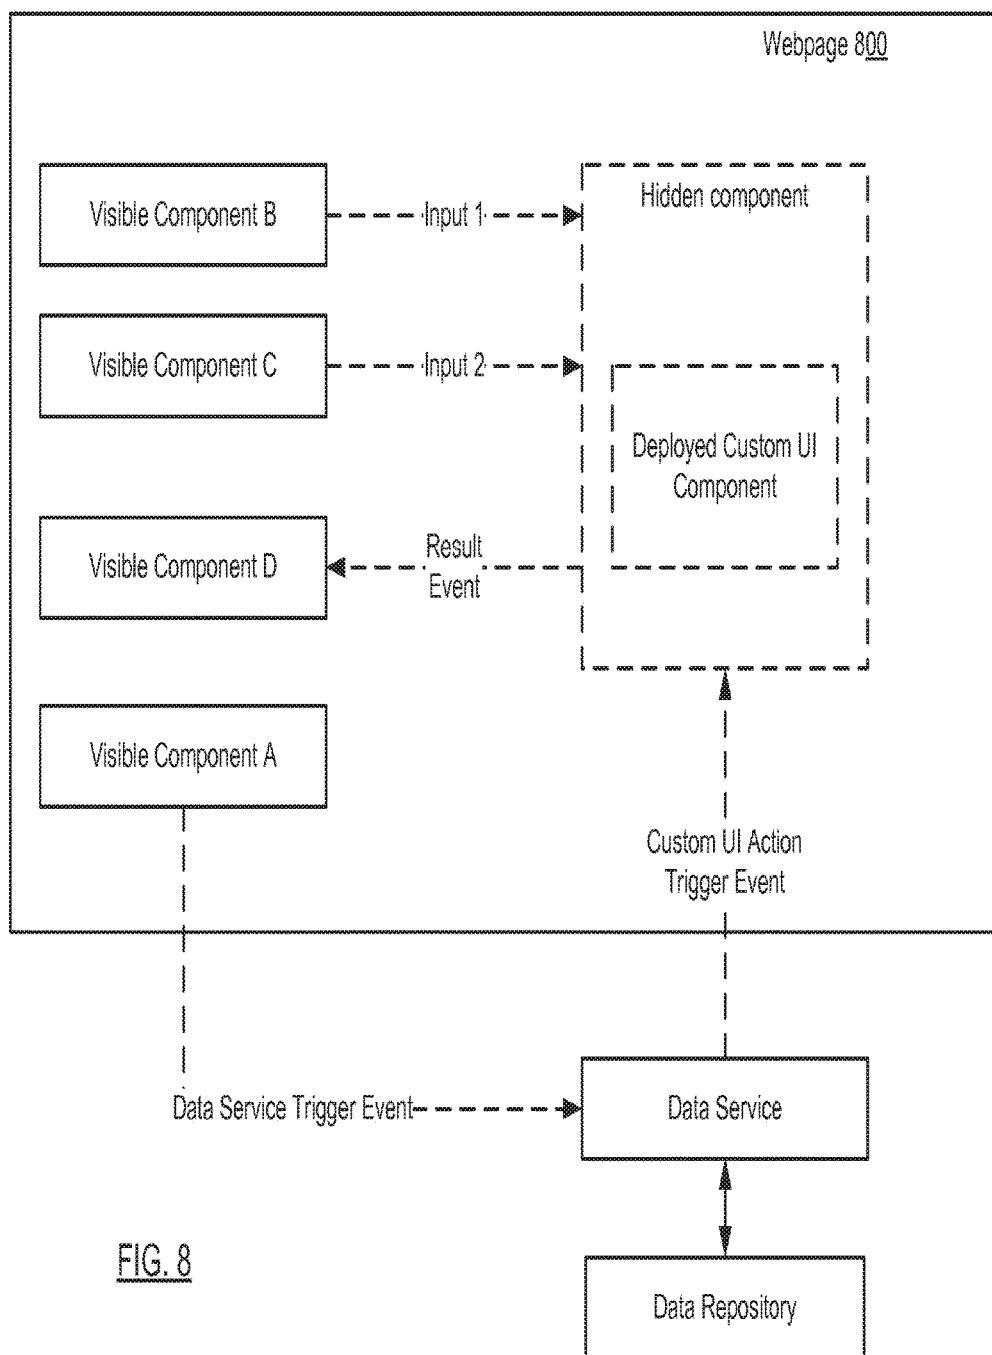 Webpage 800
Visible Component B
Input 1
Hidden component
Visible Component C
Input 2
Deployed Custom UI
Component
Visible Component D
Result
Event
Visible Component A
Custom UI Action
Trigger Event
Data Service Trigger Event
Data Service
FIG. 8
Data Repository